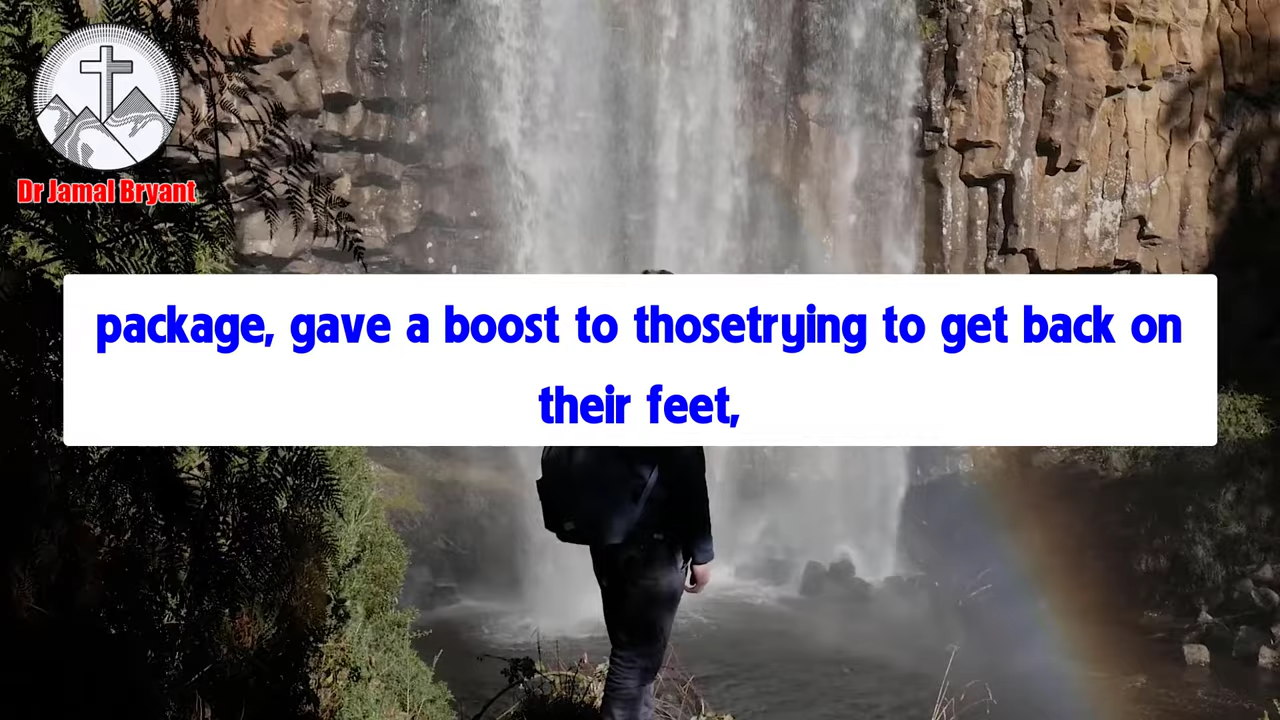 Dr Jamal Bryant
package, gave a boost to thosetrying to get back on
their feet,